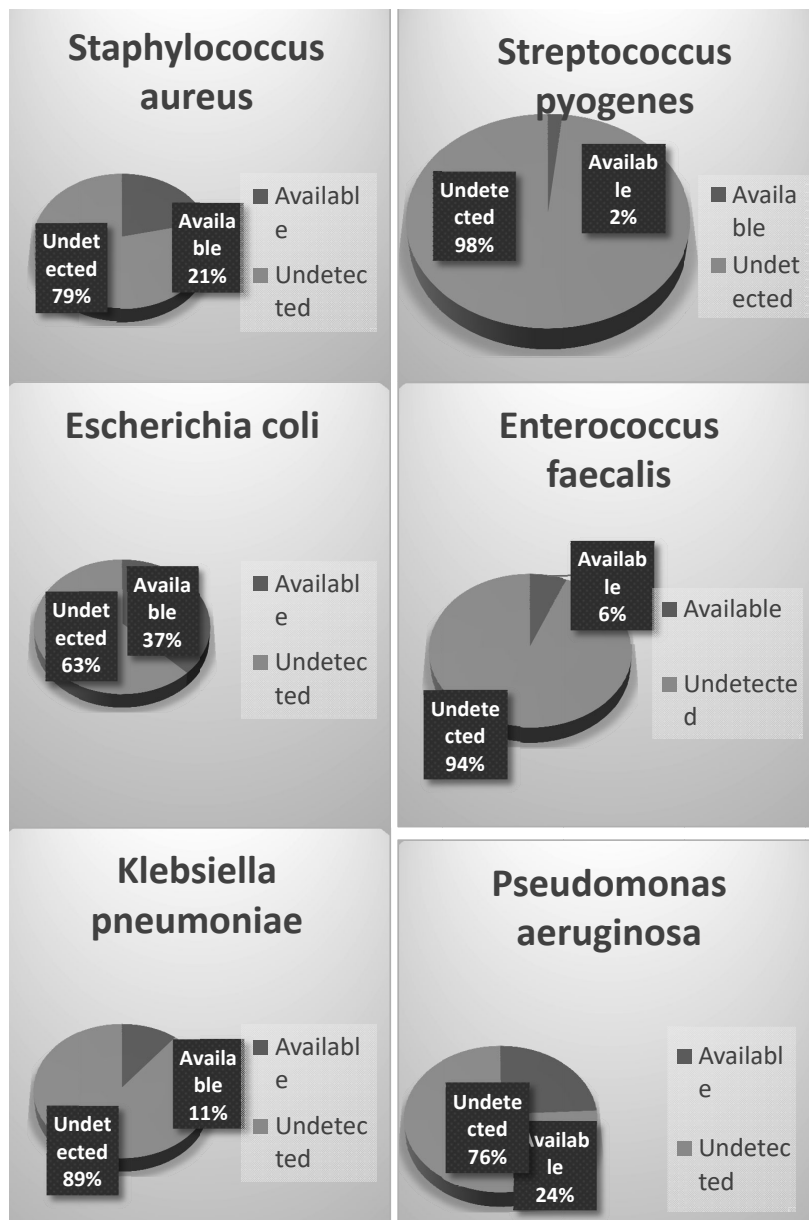 Staphylococcus
aureus
Undet
ected
79%
Availa
ble
21%
Availabl
e
Undetec
ted
Streptococcus
pyogenes
Undete
cted
98%
Availab
le
2%
Availa
ble
Undet
ected
Escherichia coli
Undet
ected
63%
Availa
ble
37%
Availabl
e
Undetec
ted
Enterococcus
faecalis
Availab
le
6%
Undete
cted
94%
Available
Undetecte
d
Klebsiella
pneumoniae
Availa
ble
11%
Undet
ected
89%
Availabl
e
Undetec
ted
Pseudomonas
aeruginosa
Undete
cted
76%
Availab
le
24%
Availabl
e
Undetec
ted